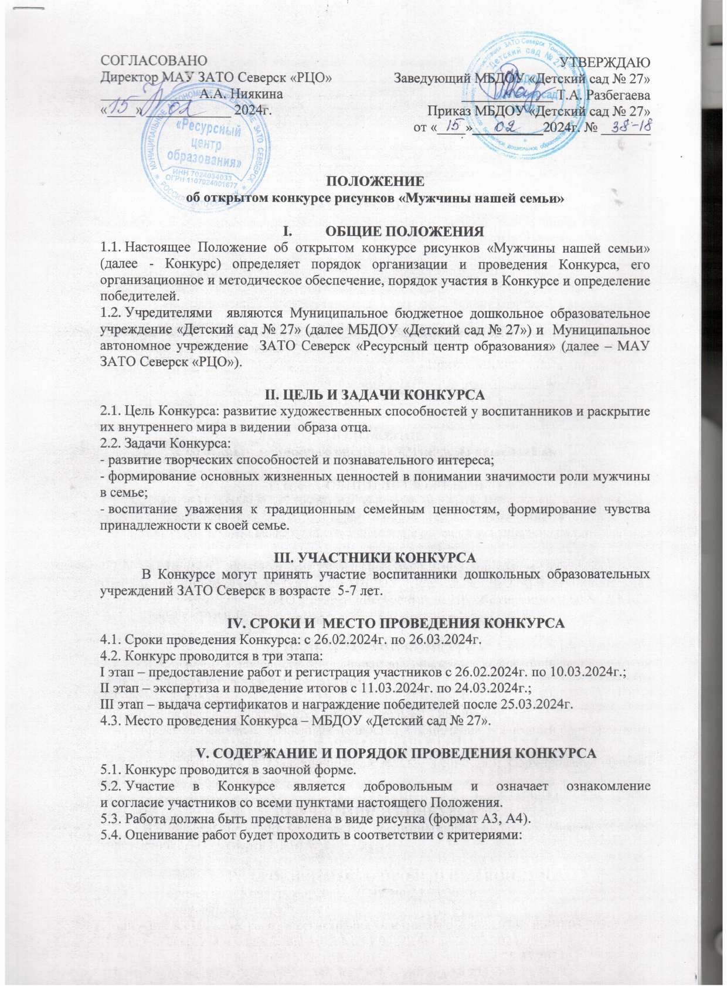 СОГЛАСОВАНО
Директор МАУ ЗАТО Северск «РЦО»
А.А. Ниякина
«15» 02 2024г.
УТВЕРЖДАЮ
Заведующий МБДОУ «Детский сад № 27»
Т.А. Разбегаева
Приказ МБДОУ «Детский сад № 27»
от «15» 02 2024г. № 38-18
«Ресурсный
центр
образования»
ИНН 7024034033
ОГРН 1107024001677
ПОЛОЖЕНИЕ
об открытом конкурсе рисунков «Мужчины нашей семьи»
I. ОБЩИЕ ПОЛОЖЕНИЯ
1.1. Настоящее Положение об открытом конкурсе рисунков «Мужчины нашей семьи»
(далее - Конкурс) определяет порядок организации и проведения Конкурса, его
организационное и методическое обеспечение, порядок участия в Конкурсе и определение
победителей.
1.2. Учредителями являются Муниципальное бюджетное дошкольное образовательное
учреждение «Детский сад № 27» (далее МБДОУ «Детский сад № 27») и Муниципальное
автономное учреждение ЗАТО Северск «Ресурсный центр образования» (далее – МАУ
ЗАТО Северск «РЦО»).
II. ЦЕЛЬ И ЗАДАЧИ КОНКУРСА
2.1. Цель Конкурса: развитие художественных способностей у воспитанников и раскрытие
их внутреннего мира в видении образа отца.
2.2. Задачи Конкурса:
- развитие творческих способностей и познавательного интереса;
- формирование основных жизненных ценностей в понимании значимости роли мужчины
в семье;
- воспитание уважения к традиционным семейным ценностям, формирование чувства
принадлежности к своей семье.
III. УЧАСТНИКИ КОНКУРСА
В Конкурсе могут принять участие воспитанники дошкольных образовательных
учреждений ЗАТО Северск в возрасте 5-7 лет.
IV. СРОКИ И МЕСТО ПРОВЕДЕНИЯ КОНКУРСА
4.1. Сроки проведения Конкурса: с 26.02.2024г. по 26.03.2024г.
4.2. Конкурс проводится в три этапа:
I этап – предоставление работ и регистрация участников с 26.02.2024г. по 10.03.2024г.;
II этап – экспертиза и подведение итогов с 11.03.2024г. по 24.03.2024г.;
III этап – выдача сертификатов и награждение победителей после 25.03.2024г.
4.3. Место проведения Конкурса – МБДОУ «Детский сад № 27».
V. СОДЕРЖАНИЕ И ПОРЯДОК ПРОВЕДЕНИЯ КОНКУРСА
5.1. Конкурс проводится в заочной форме.
5.2. Участие в Конкурсе является добровольным и означает ознакомление
и согласие участников со всеми пунктами настоящего Положения.
5.3. Работа должна быть представлена в виде рисунка (формат А3, А4).
5.4. Оценивание работ будет проходить в соответствии с критериями: